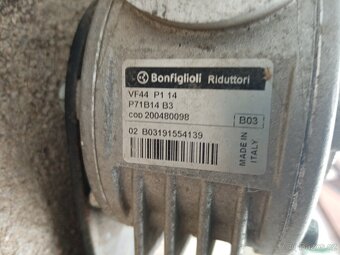 Bonfiglioli Riduttori
VF44 P1 14
P71B14 B3
COD 200480098 B03
02 B03191554139
MADE IN
ITALY